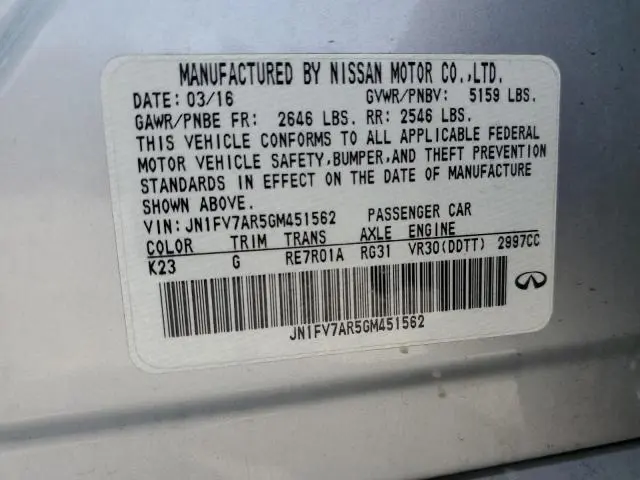 MANUFACTURED BY NISSAN MOTOR CO.,LTD.
DATE: 03/16 GVWR/PNBV: 5159 LBS.
GAWR/PNBE FR: 2646 LBS. RR: 2546 LBS.
THIS VEHICLE CONFORMS TO ALL APPLICABLE FEDERAL
MOTOR VEHICLE SAFETY,BUMPER,AND THEFT PREVENTION
STANDARDS IN EFFECT ON THE DATE OF MANUFACTURE
SHOWN ABOVE.
VIN: JN1FV7AR5GM451562 PASSENGER CAR
COLOR TRIM TRANS AXLE ENGINE
K23 G RE7R01A RG31 VR30(DDTT) 2997CC
JN1FV7AR5GM451562